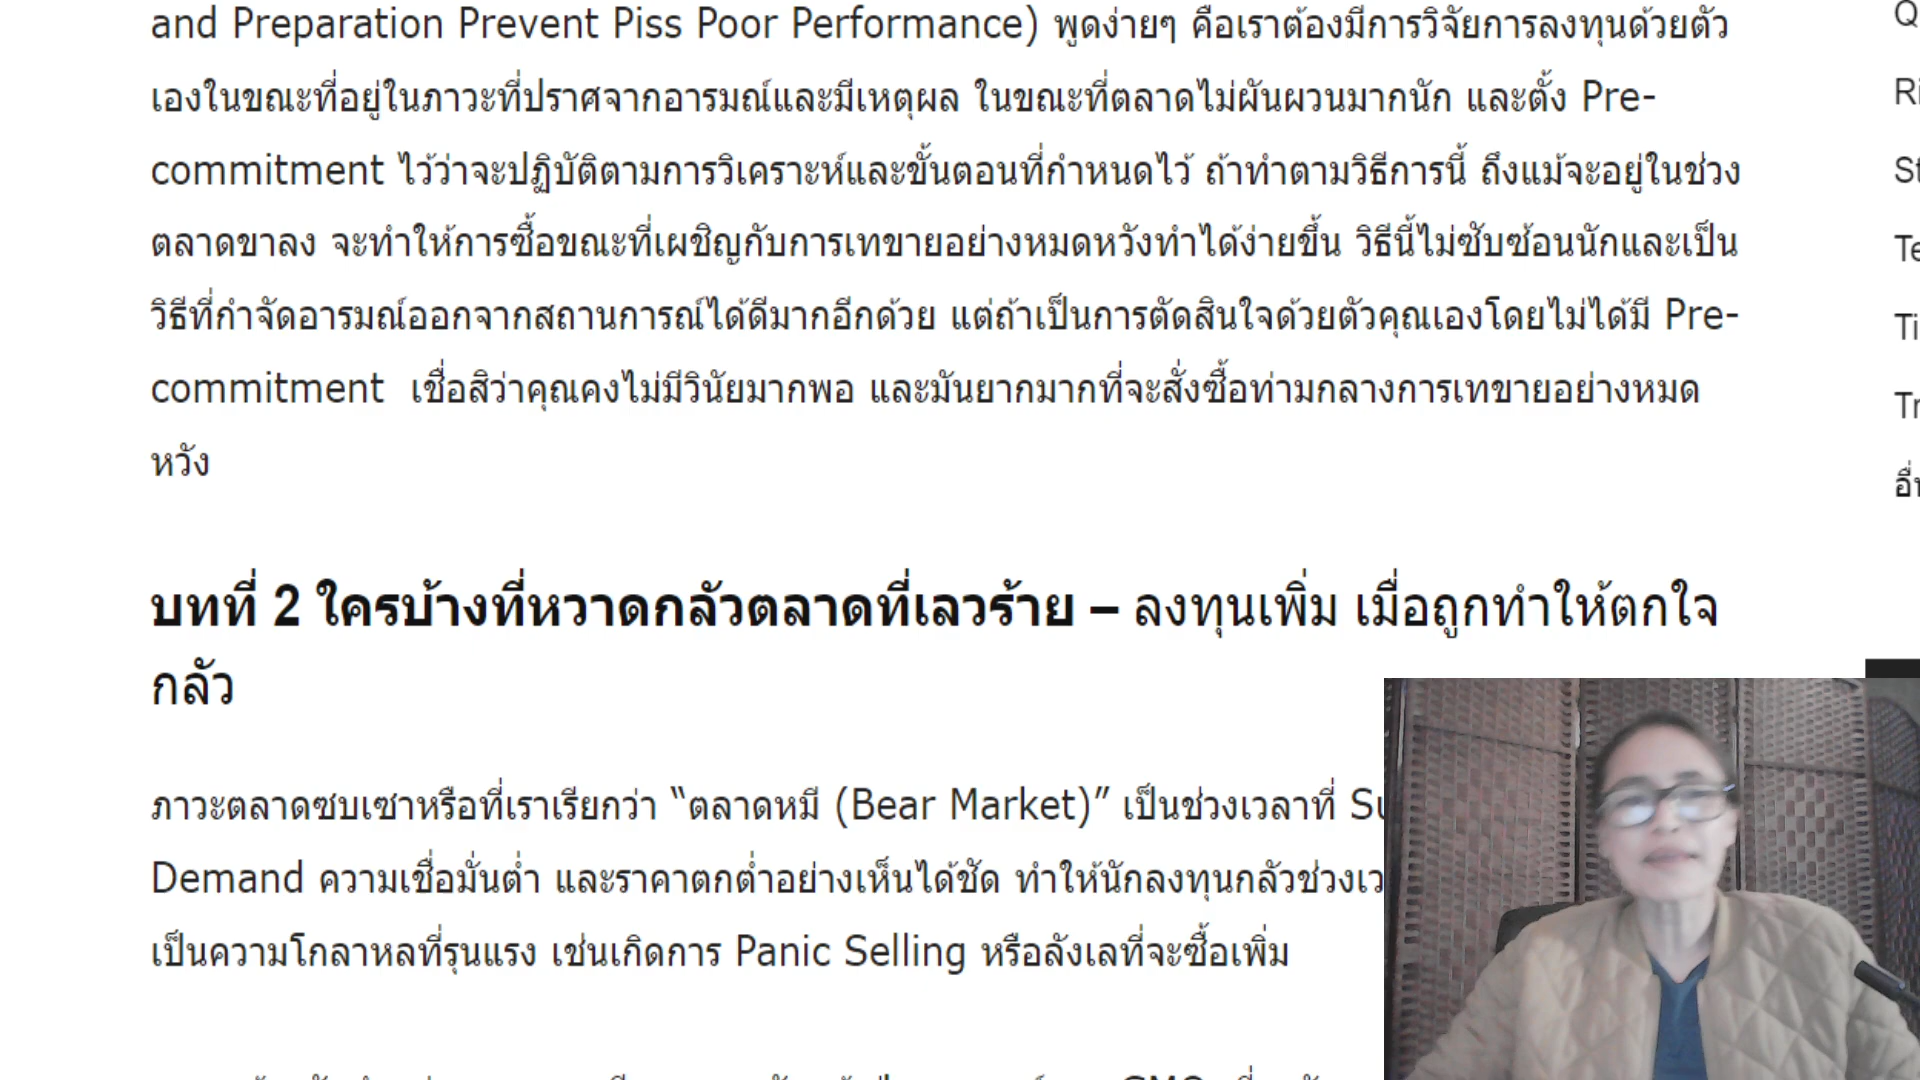 and Preparation Prevent Piss Poor Performance) พูดง่ายๆ คือเราต้องมีการวิจัยการลงทุนด้วยตัว
เองในขณะที่อยู่ในภาวะที่ปราศจากอารมณ์และมีเหตุผล ในขณะที่ตลาดไม่ผันผวนมากนัก และตั้ง Pre-
commitment ไว้ว่าจะปฏิบัติตามการวิเคราะห์และขั้นตอนที่กำหนดไว้ ถ้าทำตามวิธีการนี้ ถึงแม้จะอยู่ในช่วง
ตลาดขาลง จะทำให้การซื้อขณะที่เผชิญกับการเทขายอย่างหมดหวังทำได้ง่ายขึ้น วิธีนี้ไม่ซับซ้อนนักและเป็น
วิธีที่กำจัดอารมณ์ออกจากสถานการณ์ได้ดีมากอีกด้วย แต่ถ้าเป็นการตัดสินใจด้วยตัวคุณเองโดยไม่ได้มี Pre-
commitment เชื่อสิว่าคุณคงไม่มีวินัยมากพอ และมันยากมากที่จะสั่งซื้อท่ามกลางการเทขายอย่างหมด
หวัง
บทที่ 2 ใครบ้างที่หวาดกลัวตลาดที่เลวร้าย – ลงทุนเพิ่ม เมื่อถูกทำให้ตกใจ
กลัว
ภาวะตลาดซบเซาหรือที่เราเรียกว่า “ตลาดหมี (Bear Market)” เป็นช่วงเวลาที่
Demand ความเชื่อมั่นต่ำ และราคาตกต่ำอย่างเห็นได้ชัด ทำให้นักลงทุนกลัว
เป็นความโกลาหลที่รุนแรง เช่นเกิดการ Panic Selling หรือลังเลที่จะซื้อเพิ่ม